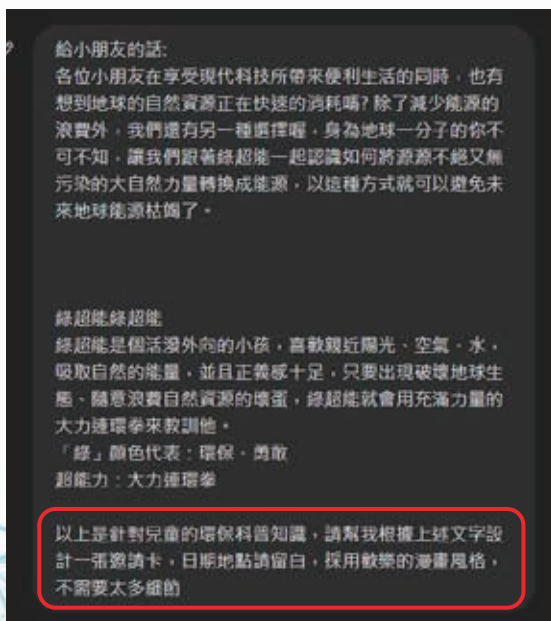 給小朋友的話:
各位小朋友在享受現代科技所帶來便利生活的同時，也有
想到地球的自然資源正在快速的消耗嗎? 除了減少能源的
浪費外，我們還有另一種選擇喔，身為地球一分子的你不
可不知，讓我們跟著綠超能一起認識如何將源源不絕又無
污染的大自然力量轉換成能源，以這種方式就可以避免未
來地球能源枯竭了。
綠超能綠超能
綠超能是個活潑外向的小孩，喜歡親近陽光、空氣、水，
吸取自然的能量，並且正義感十足，只要出現破壞地球生
態、隨意浪費自然資源的壞蛋，綠超能就會用充滿力量的
大力連環拳來教訓他。
「綠」顏色代表：環保、勇敢
超能力：大力連環拳
以上是針對兒童的環保科普知識，請幫我根據上述文字設
計一張邀請卡，日期地點請留白，採用歡樂的漫畫風格，
不需要太多細節